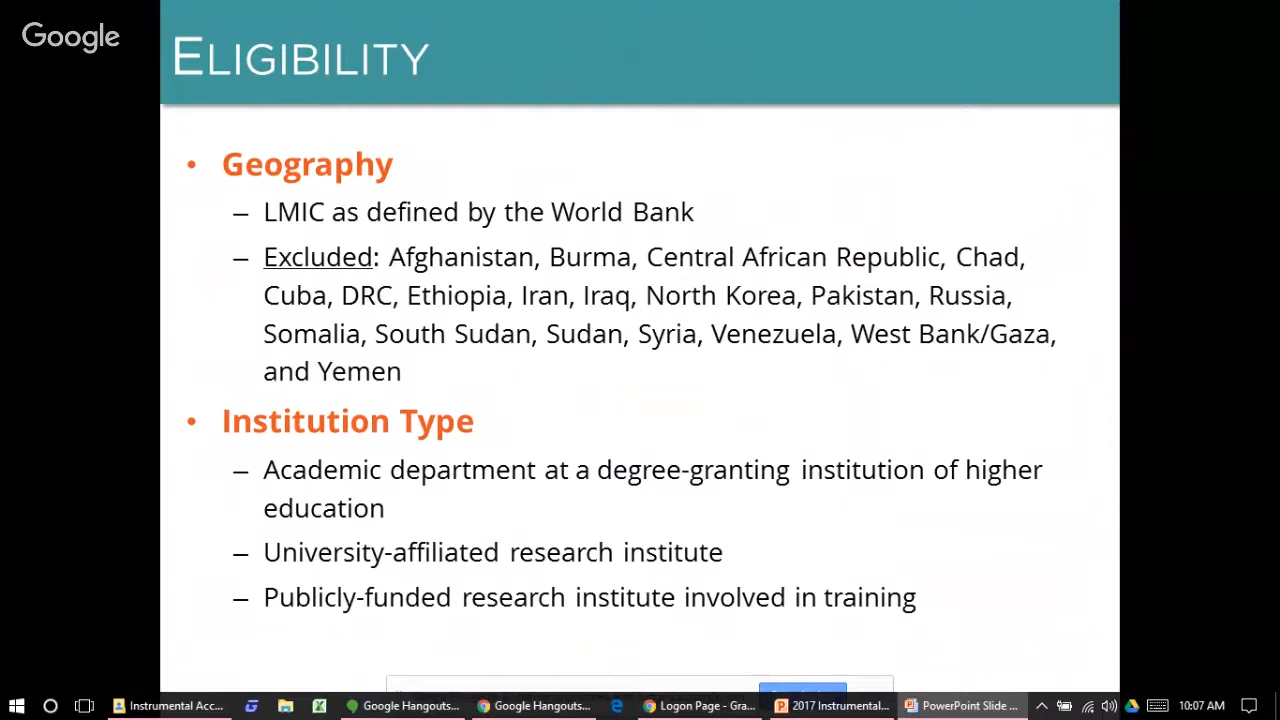 Google
ELIGIBILITY
• Geography
– LMIC as defined by the World Bank
– Excluded: Afghanistan, Burma, Central African Republic, Chad,
Cuba, DRC, Ethiopia, Iran, Iraq, North Korea, Pakistan, Russia,
Somalia, South Sudan, Sudan, Syria, Venezuela, West Bank/Gaza,
and Yemen
• Institution Type
– Academic department at a degree-granting institution of higher
education
– University-affiliated research institute
– Publicly-funded research institute involved in training
Instrumental Acc... Google Hangouts... Google Hangouts... Logon Page - Gra... 2017 Instrumental... PowerPoint Slide ... 10:07 AM